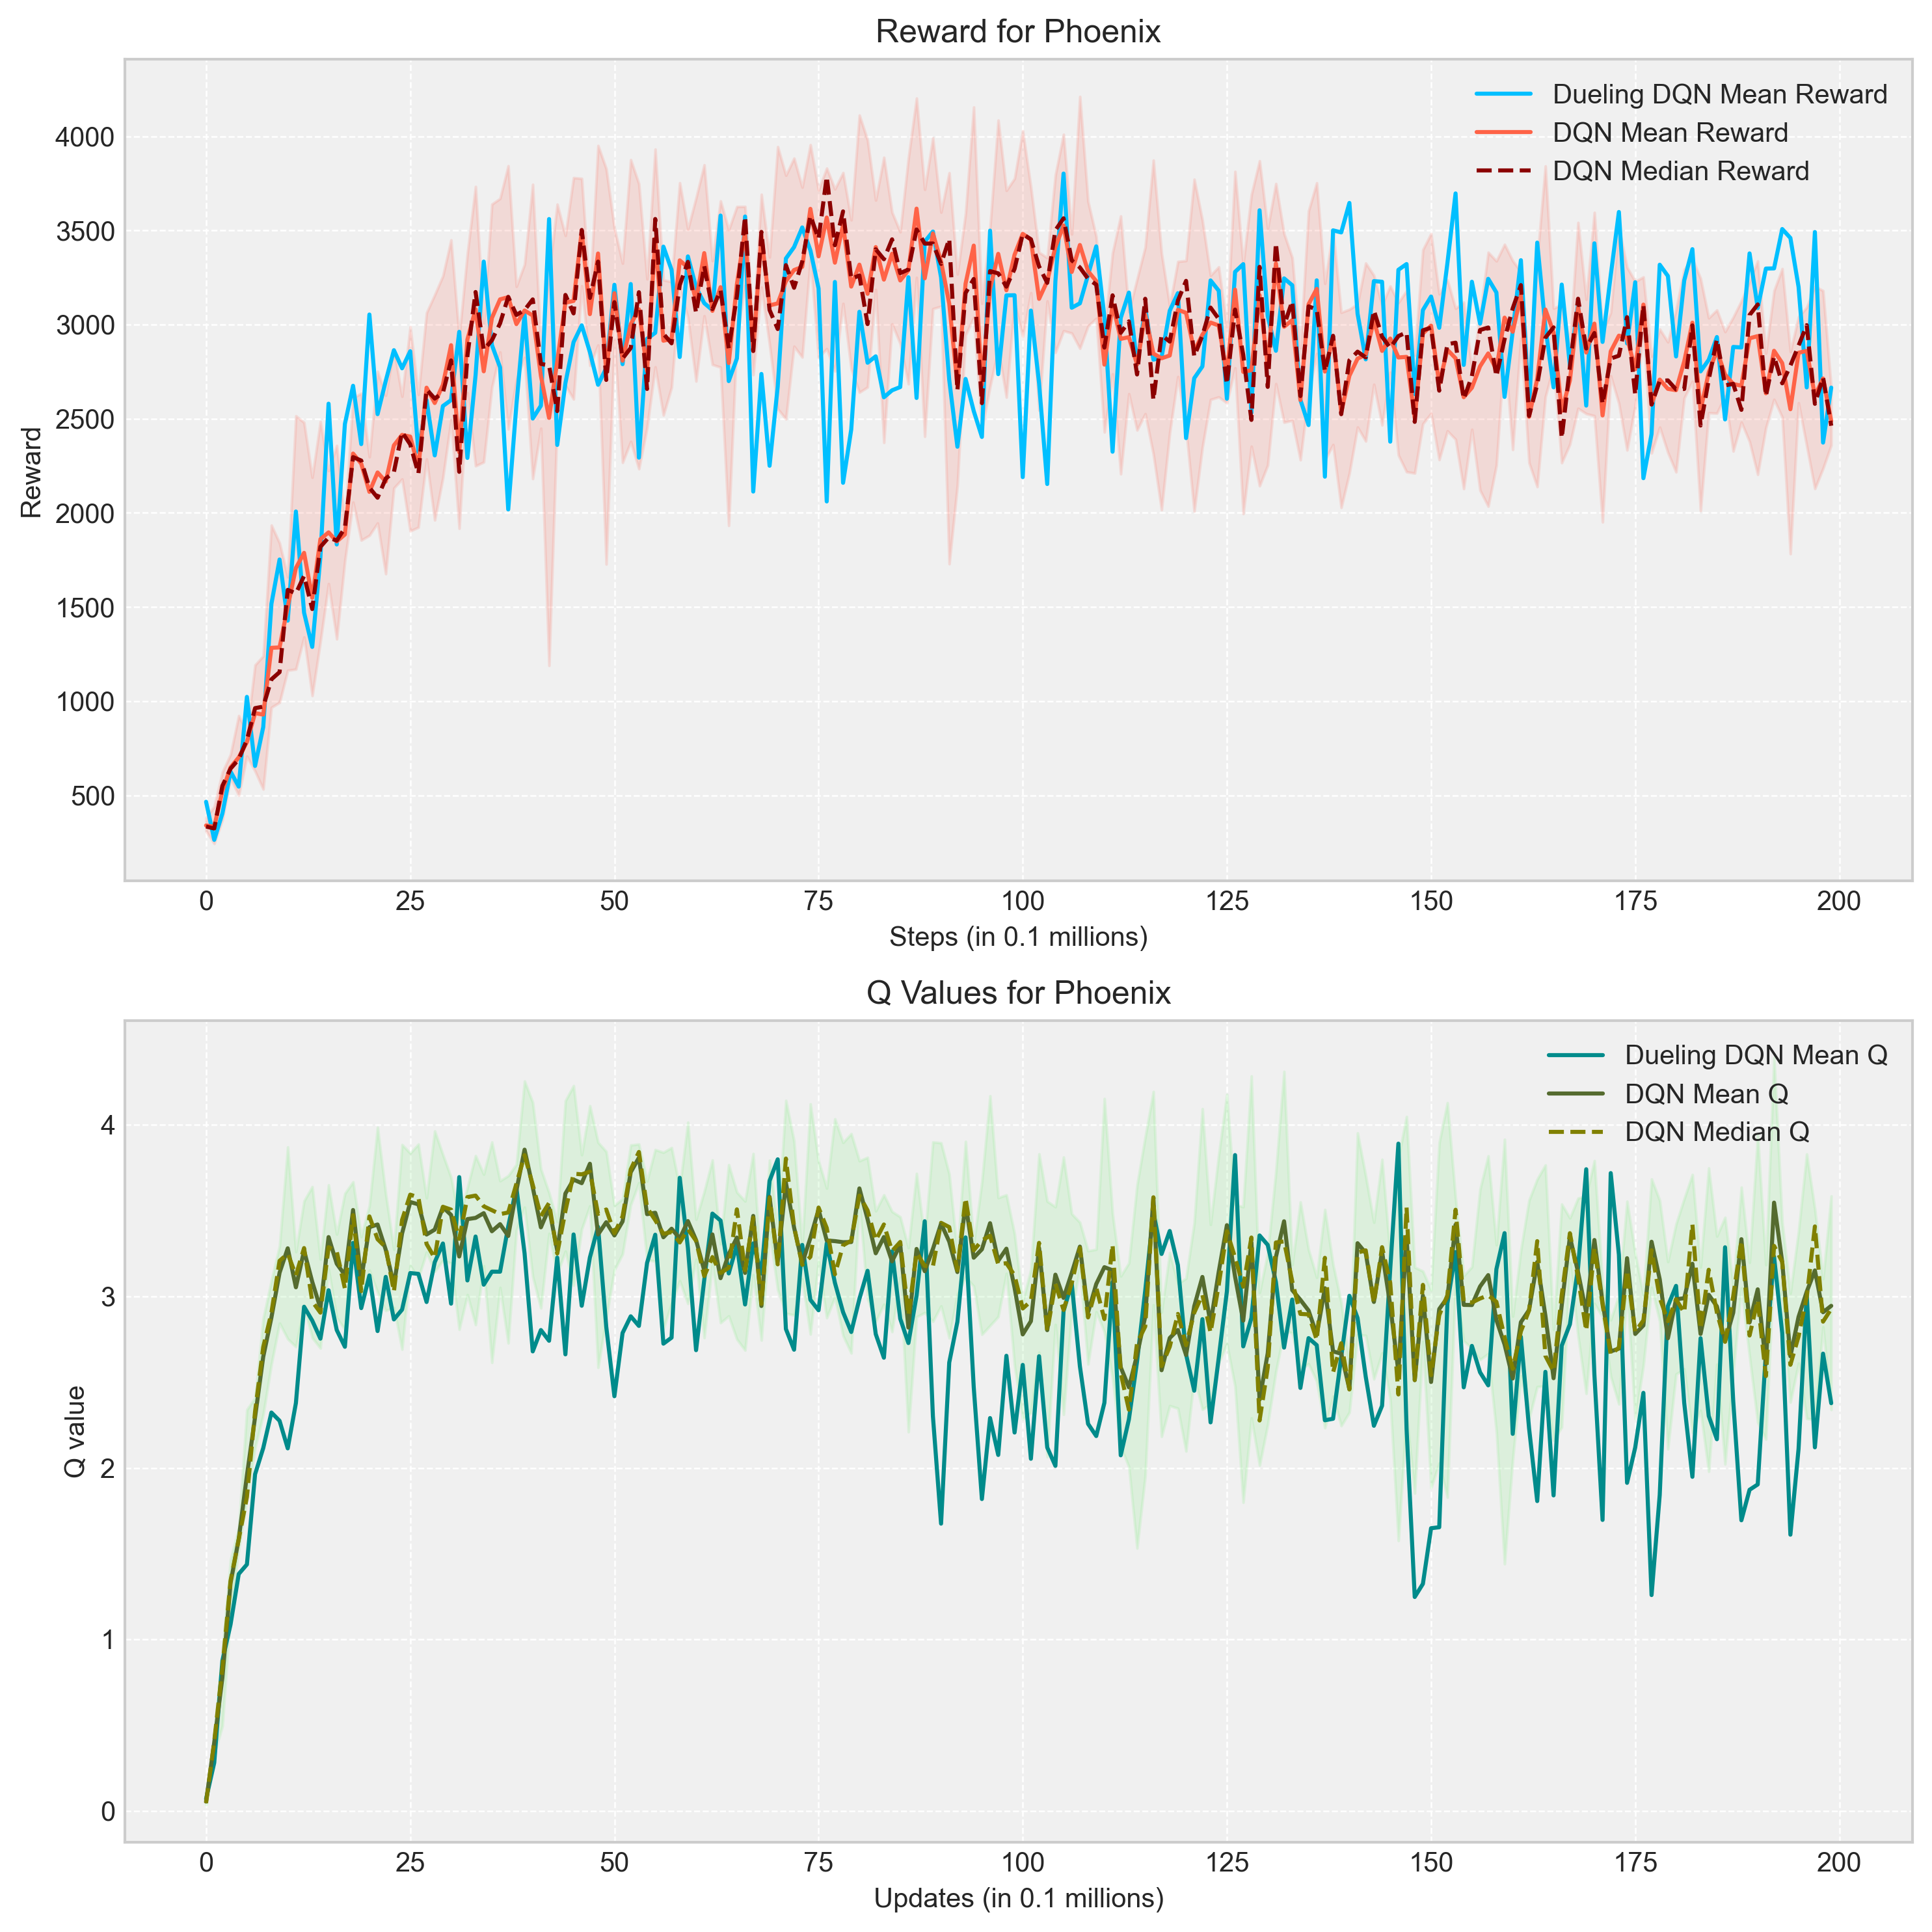 Reward for Phoenix
Dueling DQN Mean Reward
DQN Mean Reward
DQN Median Reward
Reward
4000
3500
3000
2500
2000
1500
1000
500
0 25 50 75 100 125 150 175 200
Steps (in 0.1 millions)
Q Values for Phoenix
Dueling DQN Mean Q
DQN Mean Q
DQN Median Q
Q value
4
3
2
1
0
0 25 50 75 100 125 150 175 200
Updates (in 0.1 millions)